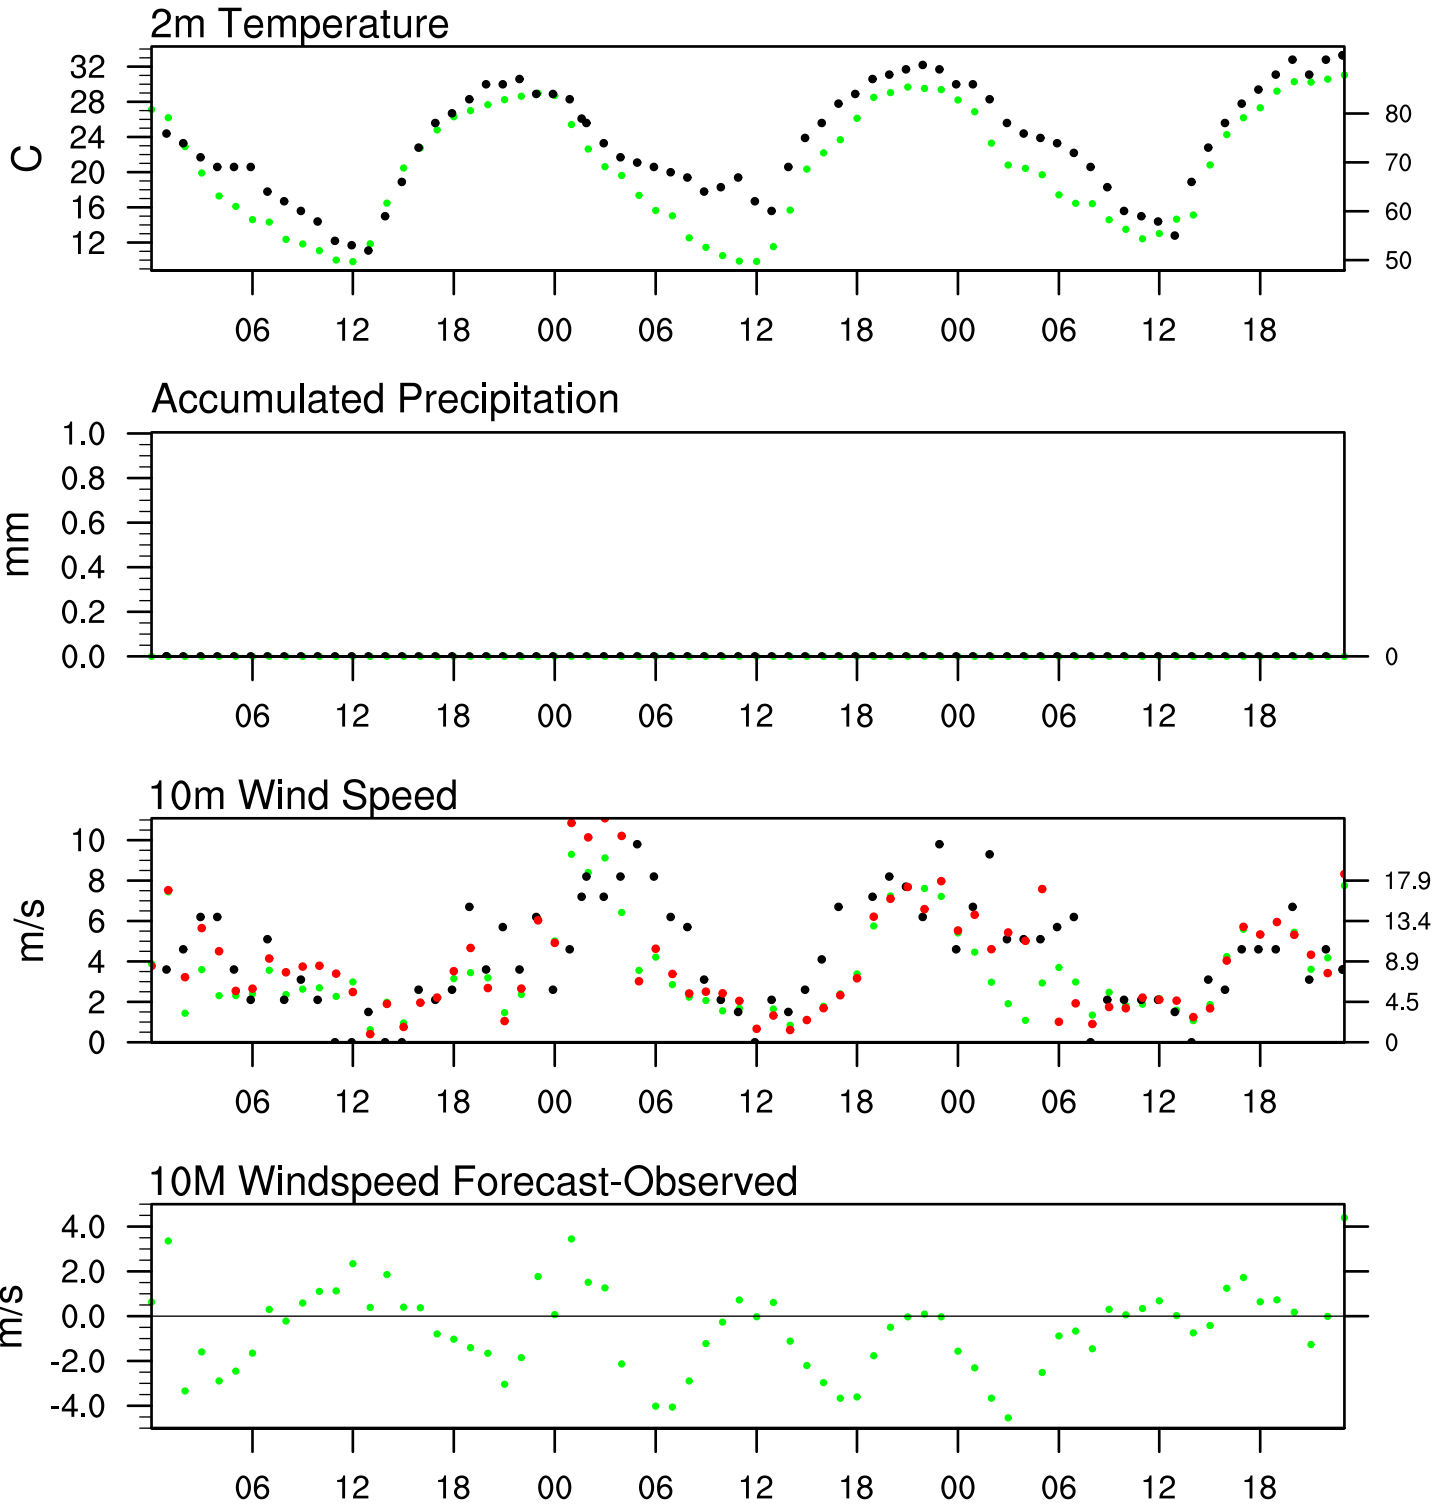 2m Temperature
32
28
24
20
16
12
C
80
70
60
50
06 12 18 00 06 12 18 00 06 12 18
Accumulated Precipitation
1.0
0.8
0.6
0.4
0.2
0.0
mm
0
06 12 18 00 06 12 18 00 06 12 18
10m Wind Speed
10
8
6
4
2
0
m/s
17.9
13.4
8.9
4.5
0
06 12 18 00 06 12 18 00 06 12 18
10M Windspeed Forecast-Observed
4.0
2.0
0.0
-2.0
-4.0
m/s
06 12 18 00 06 12 18 00 06 12 18